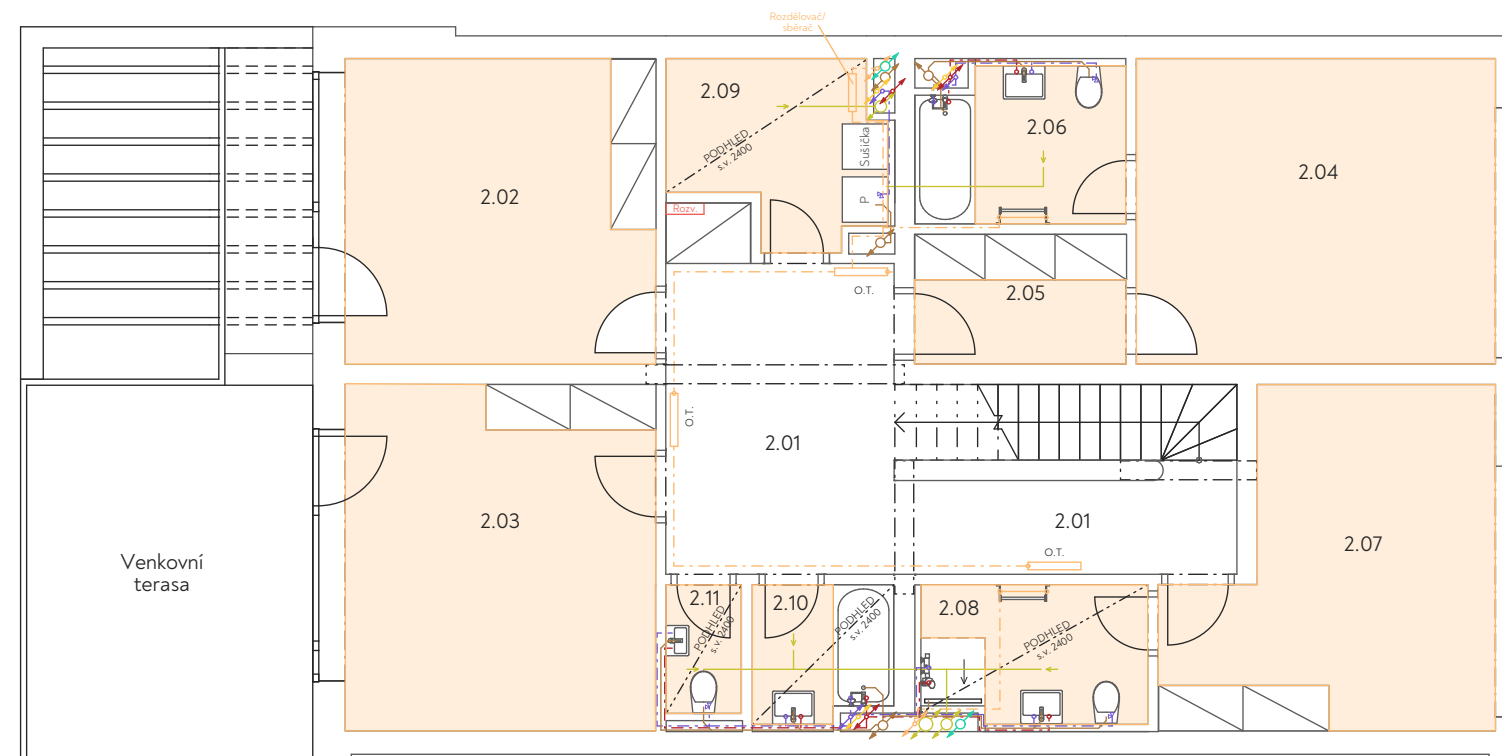 Rozdělovač/
sběrač
2.09
PODHLED
s.v. 2400
Sušička
P
Rozv.
2.06
2.04
2.02
2.05
O.T.
O.T.
2.01
2.03
2.01
O.T.
2.07
Venkovní
terasa
2.11
PODHLED
s.v. 2400
2.10
PODHLED
s.v. 2400
2.08
PODHLED
s.v. 2400